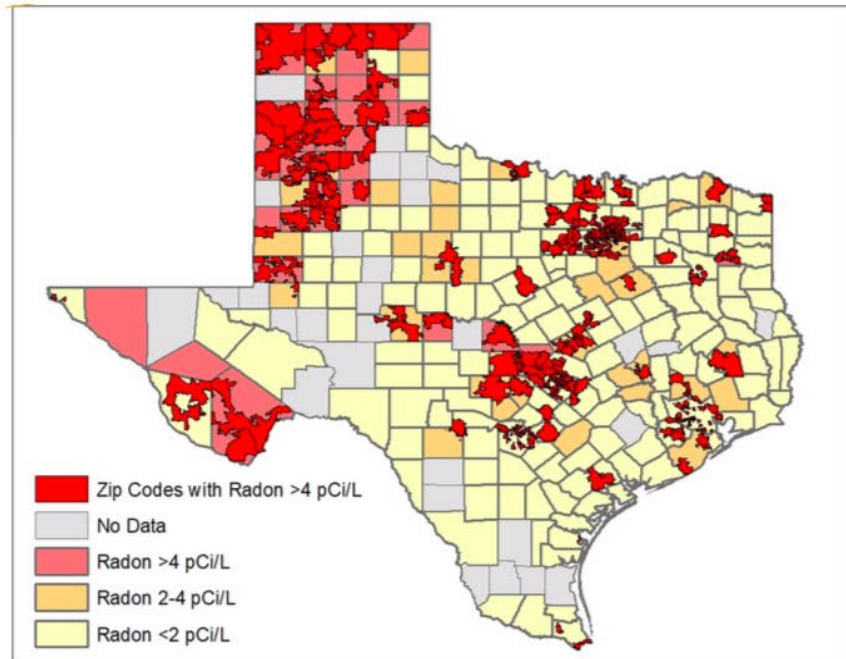 Zip Codes with Radon >4 pCi/L
No Data
Radon >4 pCi/L
Radon 2-4 pCi/L
Radon <2 pCi/L